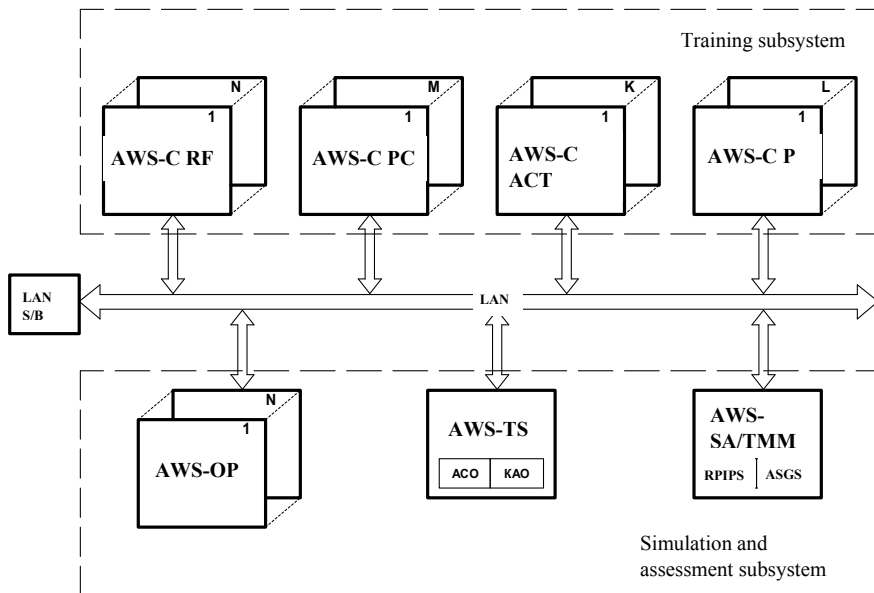 Training subsystem
N
M
K
L
1
1
1
1
AWS-C RF
AWS-C PC
AWS-C
ACT
AWS-C P
LAN
S/B
LAN
N
1
AWS-OP
AWS-TS
ACO
KAO
AWS-
SA/TMM
RPIPS
ASGS
Simulation and
assessment subsystem